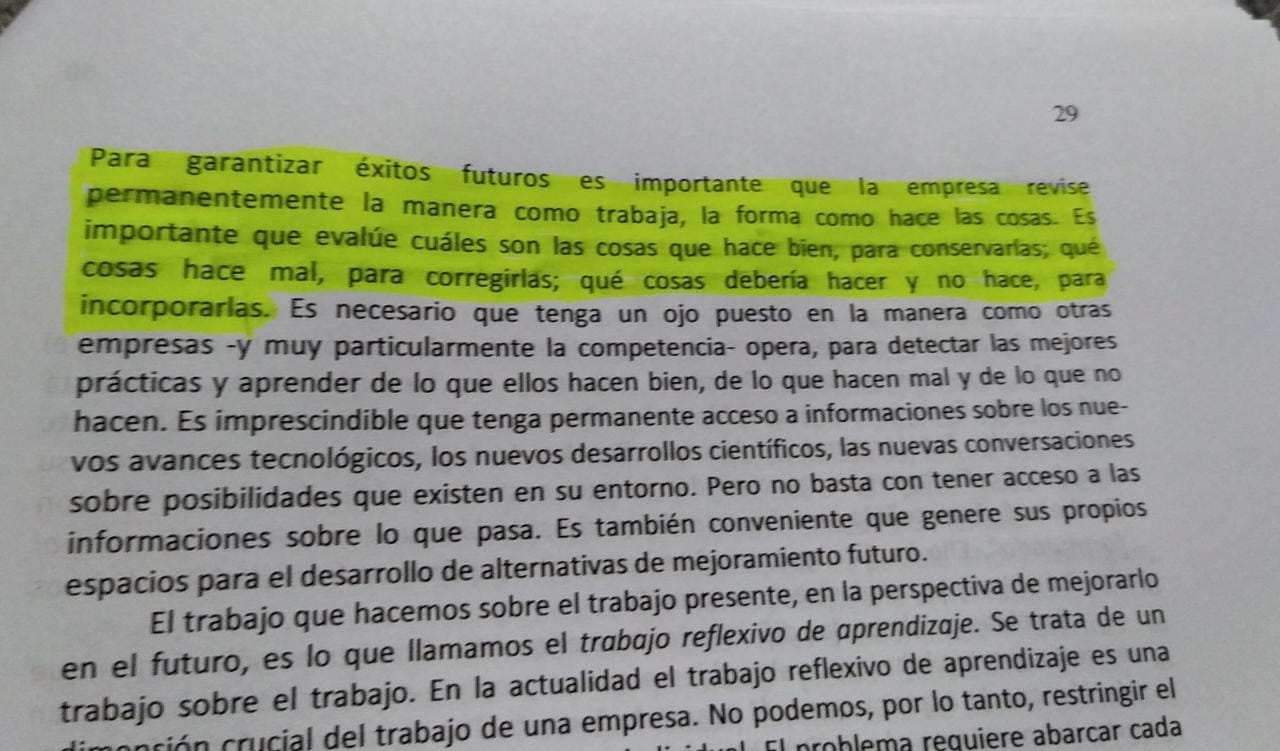 29
Para garantizar éxitos futuros es importante que la empresa revise
permanentemente la manera como trabaja, la forma como hace las cosas. Es
importante que evalúe cuáles son las cosas que hace bien, para conservarlas; qué
cosas hace mal, para corregirlas; qué cosas debería hacer y no hace, para
incorporarlas. Es necesario que tenga un ojo puesto en la manera como otras
empresas -y muy particularmente la competencia- opera, para detectar las mejores
prácticas y aprender de lo que ellos hacen bien, de lo que hacen mal y de lo que no
hacen. Es imprescindible que tenga permanente acceso a informaciones sobre los nue-
vos avances tecnológicos, los nuevos desarrollos científicos, las nuevas conversaciones
sobre posibilidades que existen en su entorno. Pero no basta con tener acceso a las
informaciones sobre lo que pasa. Es también conveniente que genere sus propios
espacios para el desarrollo de alternativas de mejoramiento futuro.
El trabajo que hacemos sobre el trabajo presente, en la perspectiva de mejorarlo
en el futuro, es lo que llamamos el trabajo reflexivo de aprendizaje. Se trata de un
trabajo sobre el trabajo. En la actualidad el trabajo reflexivo de aprendizaje es una
dimensión crucial del trabajo de una empresa. No podemos, por lo tanto, restringir el
El problema requiere abarcar cada